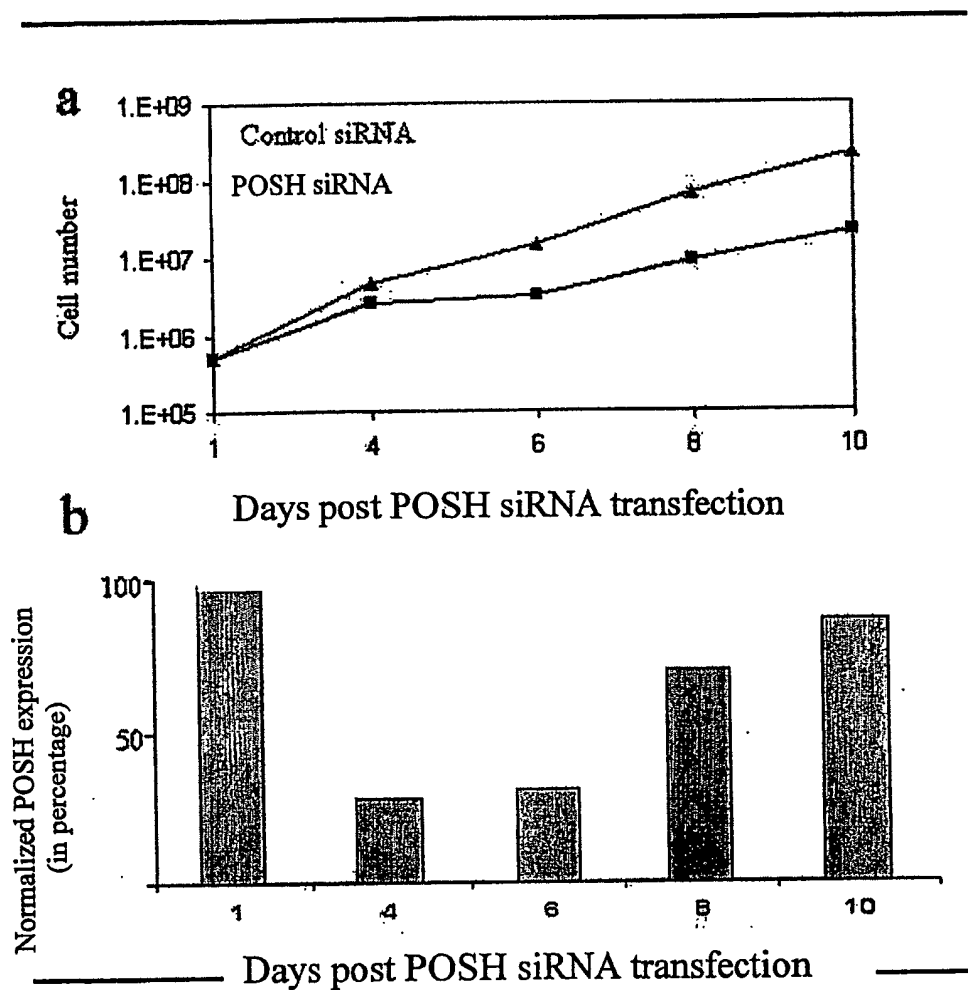 a
1.E+09
1.E+08
1.E+07
1.E+06
1.E+05
Cell number
Control siRNA
POSH siRNA
1 4 6 8 10
Days post POSH siRNA transfection
b
100
50
Normalized POSH expression
(in percentage)
1 4 6 8 10
Days post POSH siRNA transfection